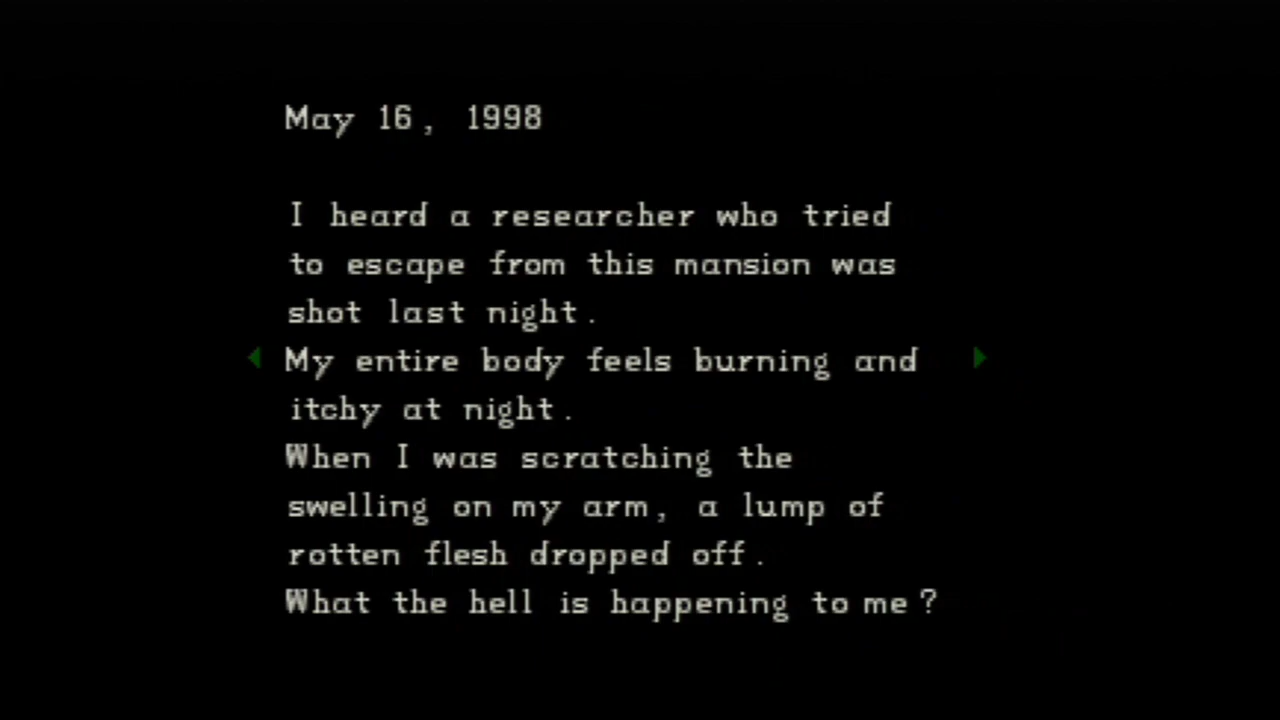 May 16, 1998
I heard a researcher who tried
to escape from this mansion was
shot last night.
My entire body feels burning and
itchy at night.
When I was scratching the
swelling on my arm, a lump of
rotten flesh dropped off.
What the hell is happening to me?